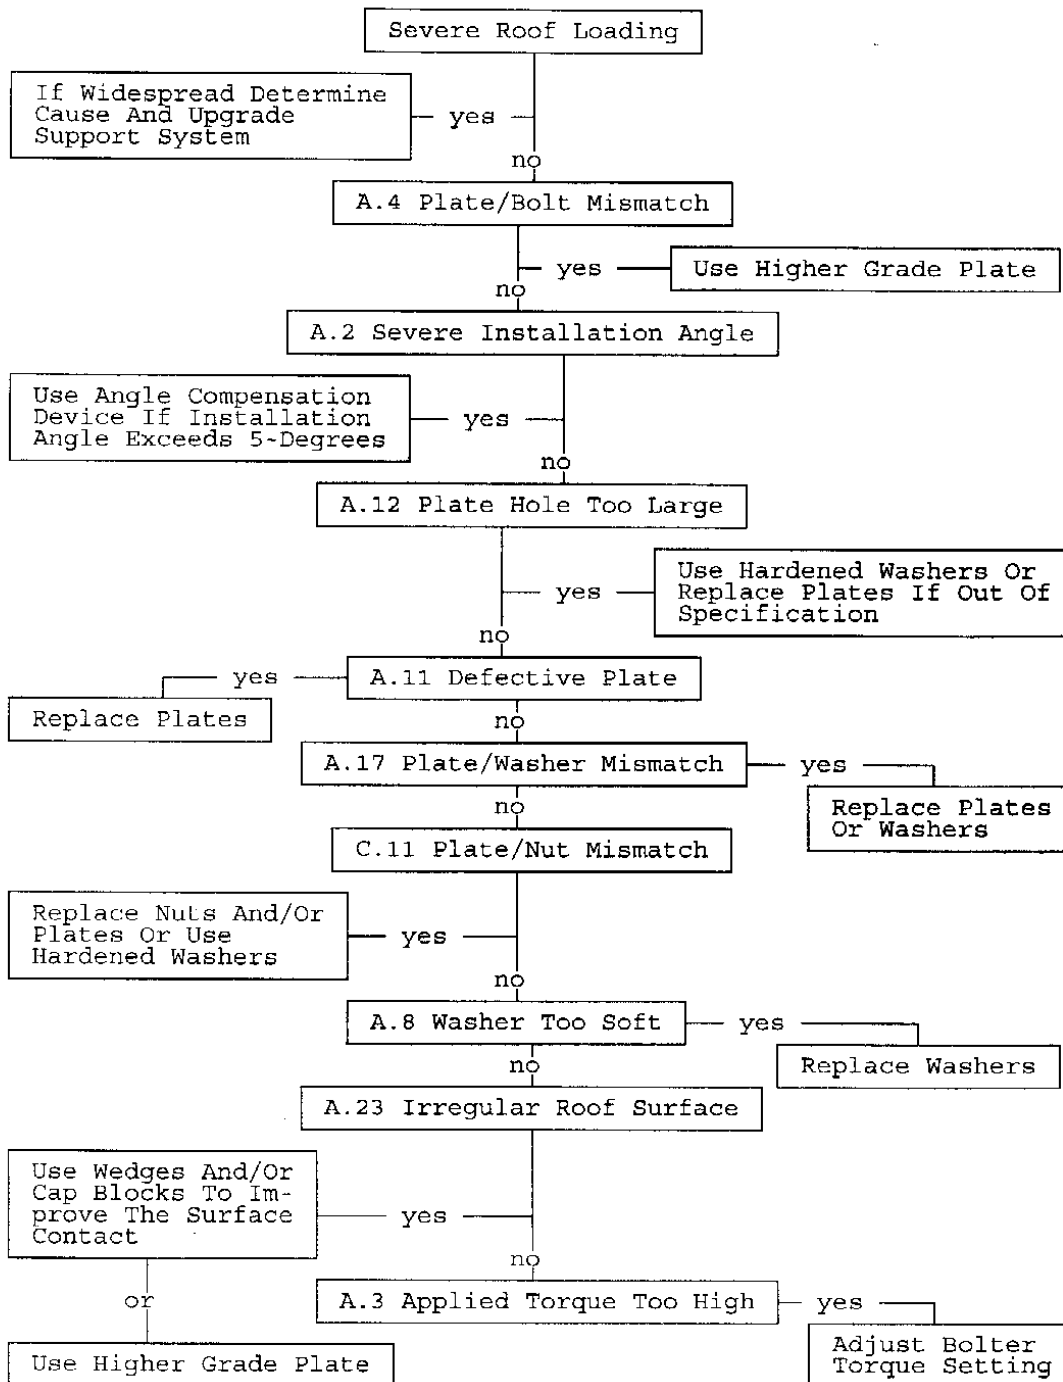 Severe Roof Loading
If Widespread Determine
Cause And Upgrade
Support System
yes
no
A.4 Plate/Bolt Mismatch
yes
Use Higher Grade Plate
no
A.2 Severe Installation Angle
Use Angle Compensation
Device If Installation
Angle Exceeds 5-Degrees
yes
no
A.12 Plate Hole Too Large
yes
Use Hardened Washers Or
Replace Plates If Out Of
Specification
no
A.11 Defective Plate
yes
Replace Plates
no
A.17 Plate/Washer Mismatch
yes
Replace Plates
Or Washers
no
C.11 Plate/Nut Mismatch
Replace Nuts And/Or
Plates Or Use
Hardened Washers
yes
no
A.8 Washer Too Soft
yes
Replace Washers
no
A.23 Irregular Roof Surface
Use Wedges And/Or
Cap Blocks To Im-
prove The Surface
Contact
yes
no
or
A.3 Applied Torque Too High
yes
Use Higher Grade Plate
Adjust Bolter
Torque Setting